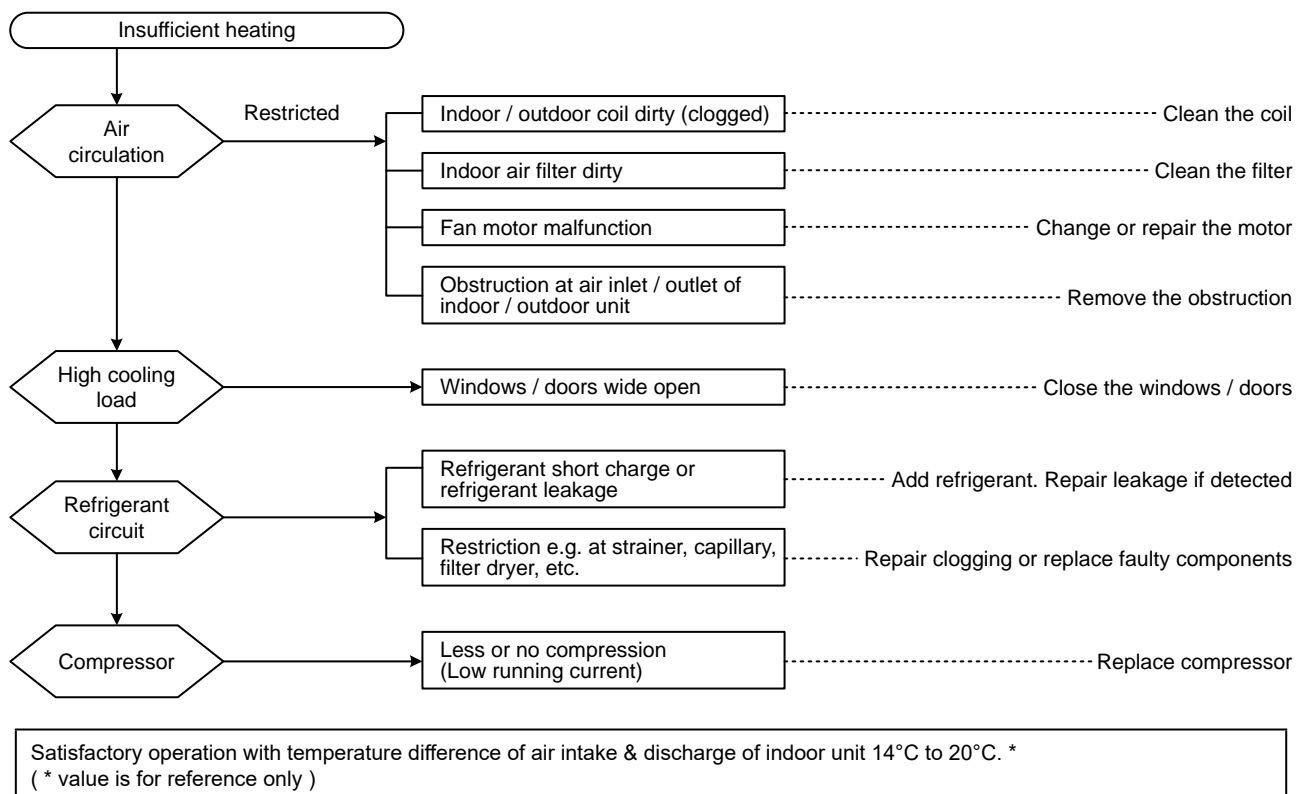 Insufficient heating
Air
circulation
Restricted
Indoor / outdoor coil dirty (clogged)
Clean the coil
Indoor air filter dirty
Clean the filter
Fan motor malfunction
Change or repair the motor
Obstruction at air inlet / outlet of
indoor / outdoor unit
Remove the obstruction
High cooling
load
Windows / doors wide open
Close the windows / doors
Refrigerant
circuit
Refrigerant short charge or
refrigerant leakage
Add refrigerant. Repair leakage if detected
Restriction e.g. at strainer, capillary,
filter dryer, etc.
Repair clogging or replace faulty components
Compressor
Less or no compression
(Low running current)
Replace compressor
Satisfactory operation with temperature difference of air intake & discharge of indoor unit 14°C to 20°C. *
( * value is for reference only )